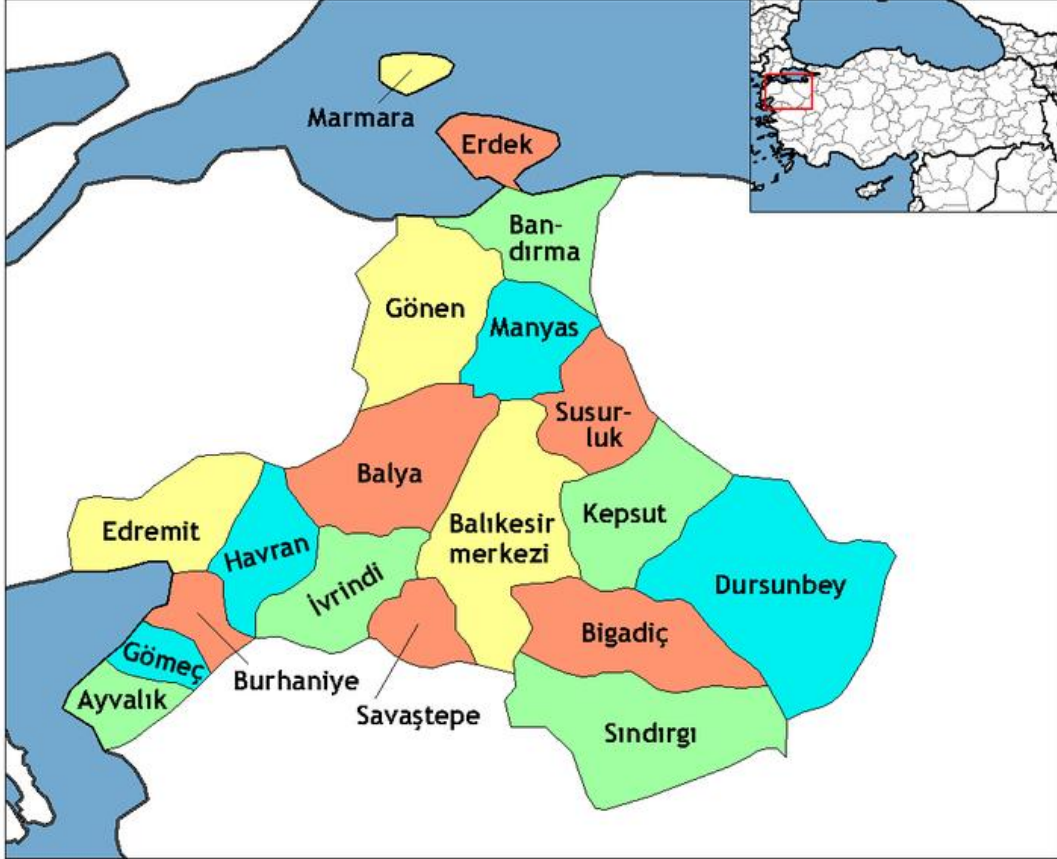 Marmara
Erdek
Ban-
dırma
Gönen
Manyas
Susur-
luk
Balya
Edremit
Havran
Balıkesir
merkezi
Kepsut
İvrindi
Dursunbey
Bigadiç
Gömeç
Burhaniye
Ayvalık
Savaştepe
Sındırgı